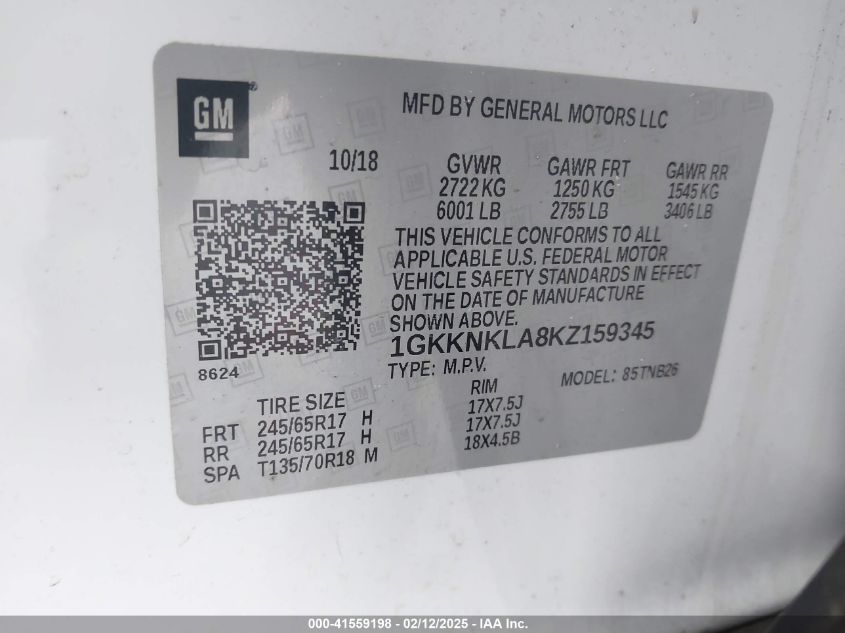 GM
MFD BY GENERAL MOTORS LLC
10/18 GVWR GAWR FRT GAWR RR
2722 KG 1250 KG 1545 KG
6001 LB 2755 LB 3406 LB
THIS VEHICLE CONFORMS TO ALL
APPLICABLE U.S. FEDERAL MOTOR
VEHICLE SAFETY STANDARDS IN EFFECT
ON THE DATE OF MANUFACTURE
SHOWN ABOVE.
1GKKNKLA8KZ159345
8624
TYPE: M.P.V. MODEL: 85TNB26
TIRE SIZE RIM
FRT 245/65R17 H 17X7.5J
RR 245/65R17 H 17X7.5J
SPA T135/70R18 M 18X4.5B
000-41559198 - 02/12/2025 - IAA Inc.